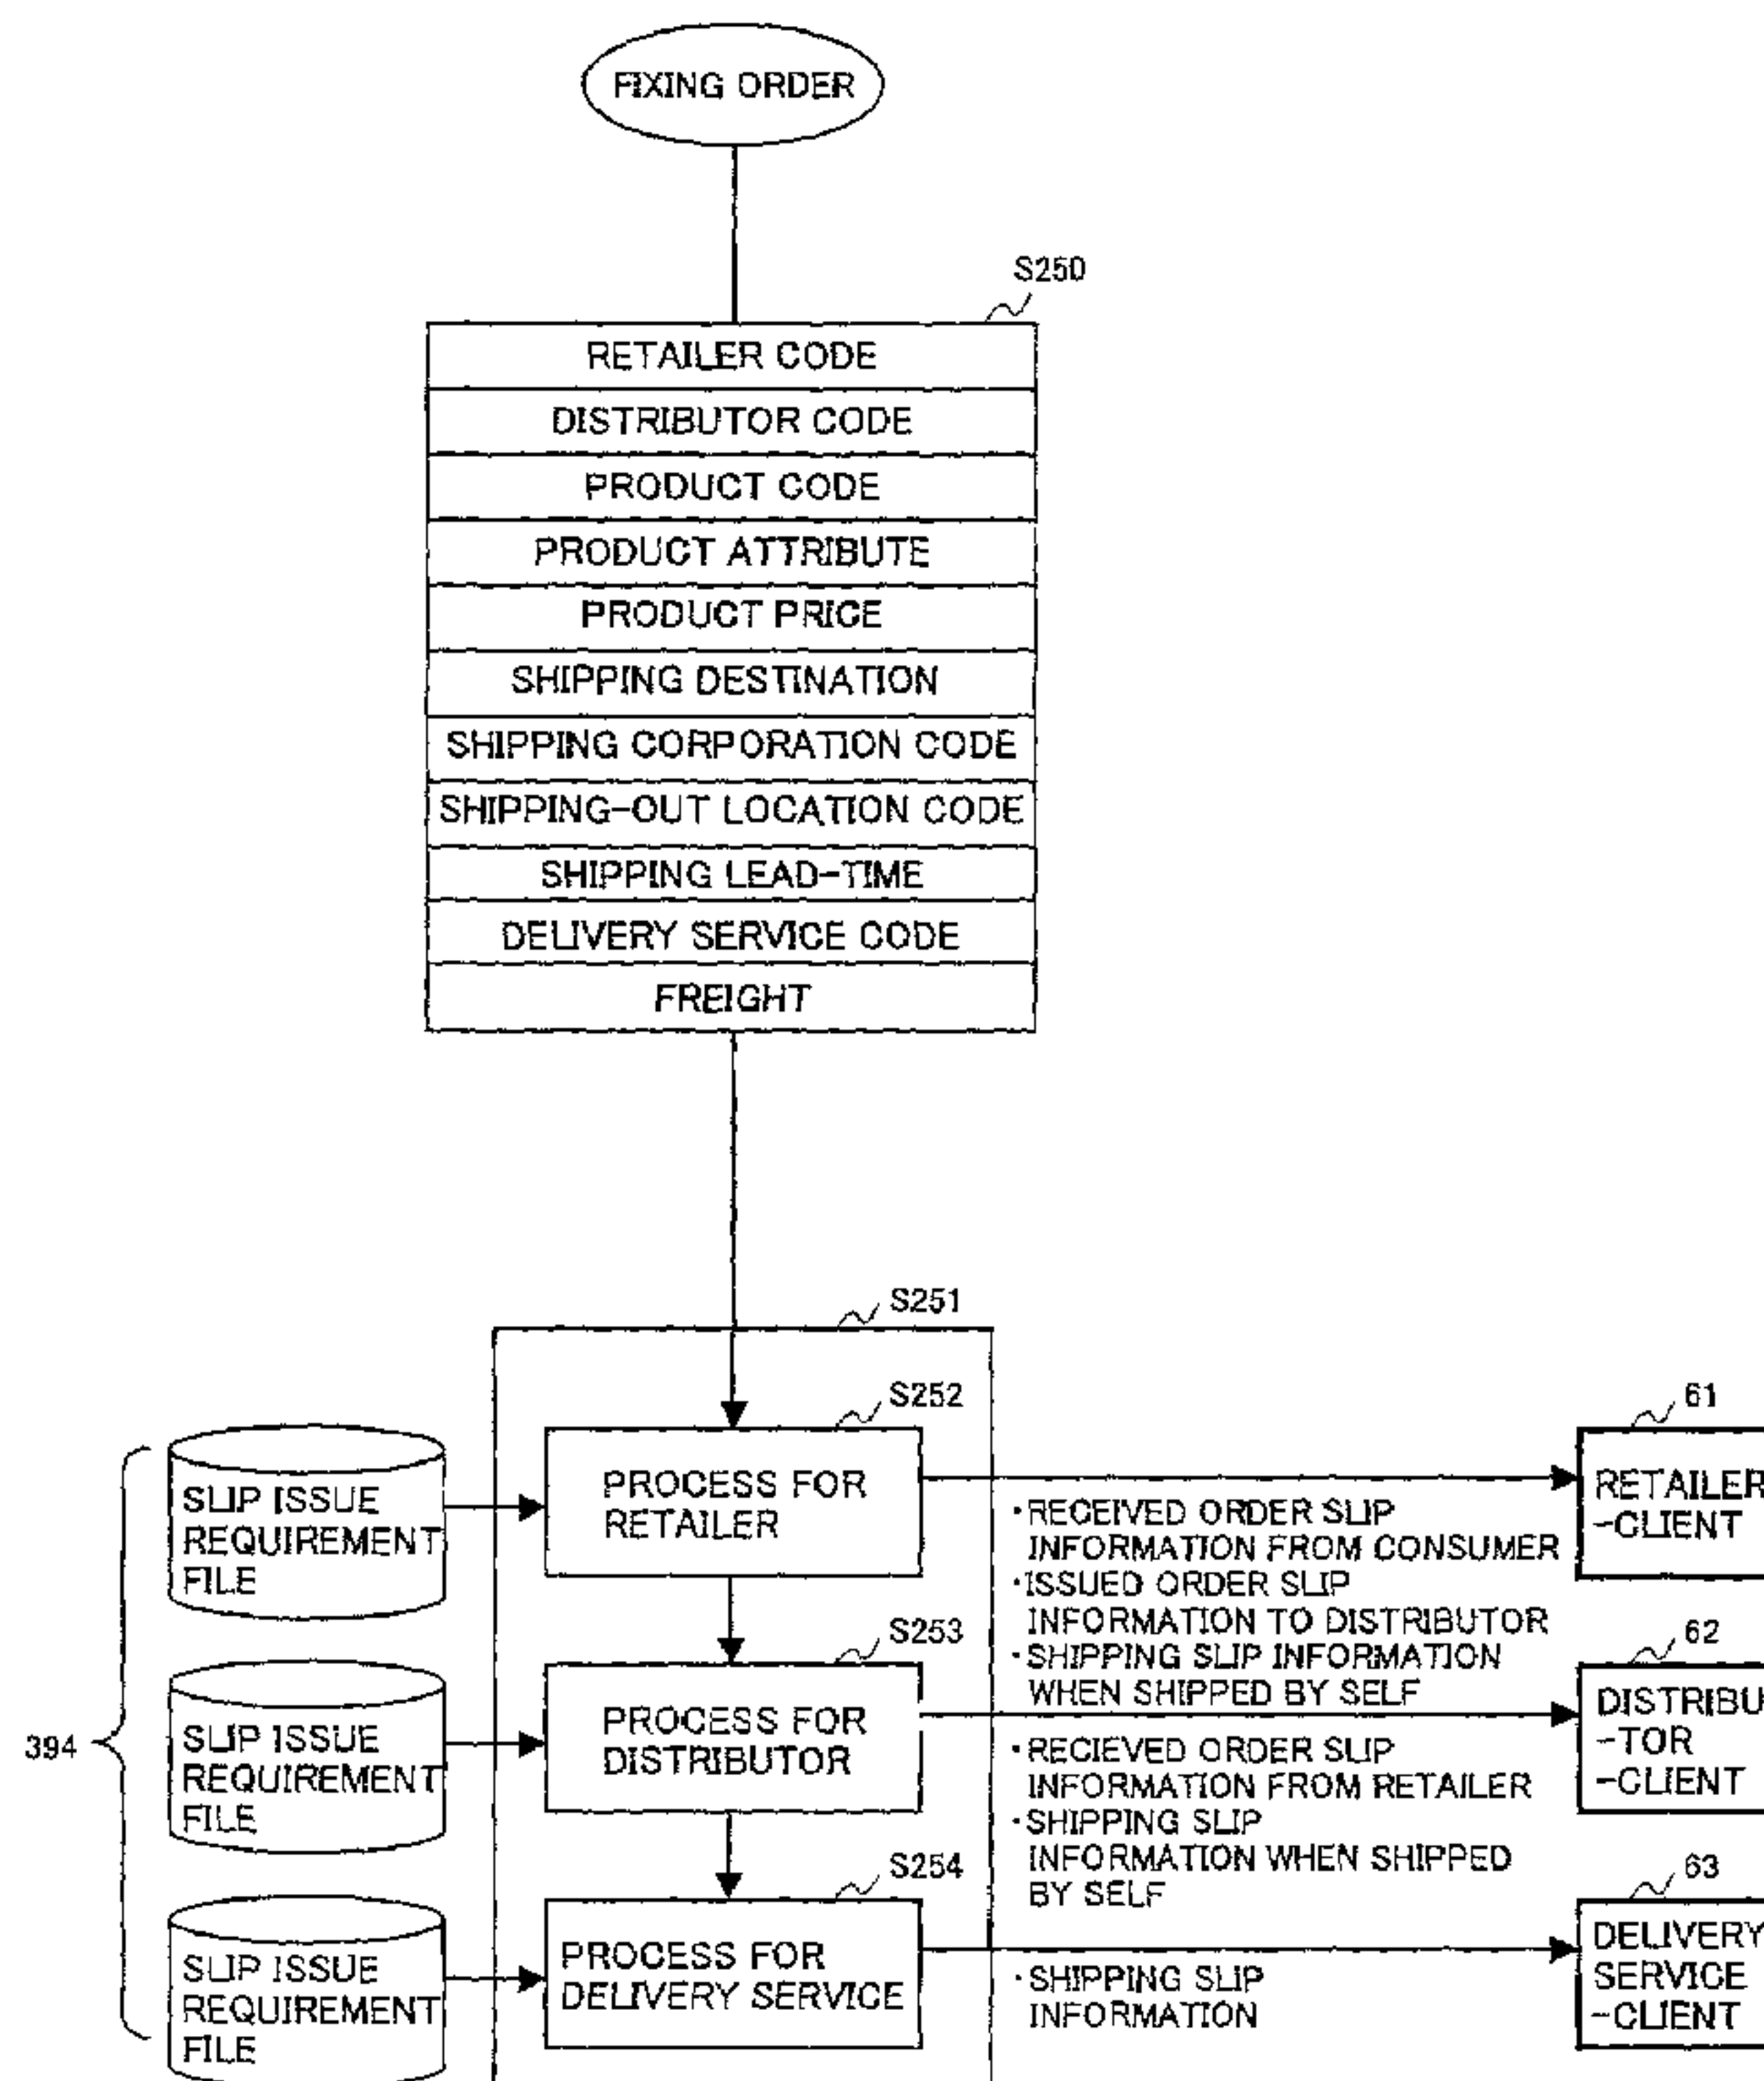 FIXING ORDER
S250
RETAILER CODE
DISTRIBUTOR CODE
PRODUCT CODE
PRODUCT ATTRIBUTE
PRODUCT PRICE
SHIPPING DESTINATION
SHIPPING CORPORATION CODE
SHIPPING-OUT LOCATION CODE
SHIPPING LEAD-TIME
DELIVERY SERVICE CODE
FREIGHT
S251
S252
PROCESS FOR
RETAILER
S253
PROCESS FOR
DISTRIBUTOR
S254
PROCESS FOR
DELIVERY SERVICE
394
SLIP ISSUE
REQUIREMENT
FILE
SLIP ISSUE
REQUIREMENT
FILE
SLIP ISSUE
REQUIREMENT
FILE
・RECEIVED ORDER SLIP
INFORMATION FROM CONSUMER
・ISSUED ORDER SLIP
INFORMATION TO DISTRIBUTOR
・SHIPPING SLIP INFORMATION
WHEN SHIPPED BY SELF
・RECIEVED ORDER SLIP
INFORMATION FROM RETAILER
・SHIPPING SLIP
INFORMATION WHEN SHIPPED
BY SELF
・SHIPPING SLIP
INFORMATION
61
RETAILER
-CLIENT
62
DISTRIBU
-TOR
-CLIENT
63
DELIVERY
SERVICE
-CLIENT